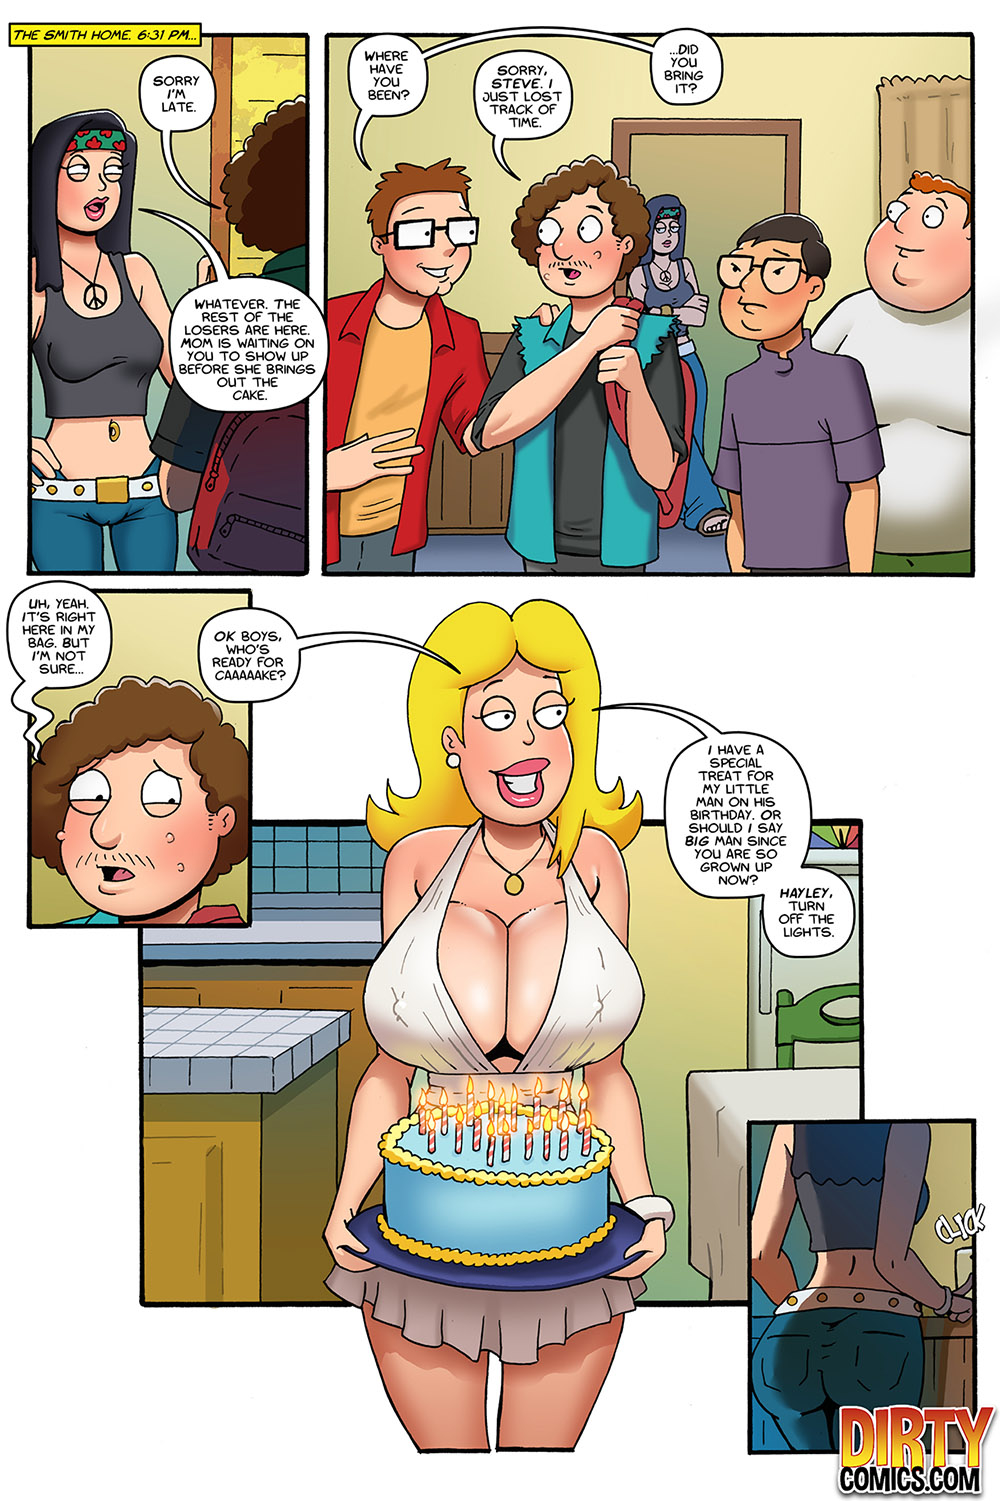 THE SMITH HOME. 6:31 PM...
SORRY
I'M
LATE.
WHATEVER. THE
REST OF THE
LOSERS ARE HERE.
MOM IS WAITING ON
YOU TO SHOW UP
BEFORE SHE BRINGS
OUT THE
CAKE.
WHERE
HAVE
YOU
BEEN?
SORRY,
STEVE. I
JUST LOST
TRACK OF
TIME.
...DID
YOU
BRING
IT?
UH, YEAH.
IT'S RIGHT
HERE IN MY
BAG. BUT
I'M NOT
SURE...
OK BOYS,
WHO'S
READY FOR
CAAAAAKE?
I HAVE A
SPECIAL
TREAT FOR
MY LITTLE
MAN ON HIS
BIRTHDAY. OR
SHOULD I SAY
BIG MAN SINCE
YOU ARE SO
GROWN UP
NOW?
HAYLEY,
TURN
OFF THE
LIGHTS.
CLICK
DIRTY
COMICS.COM